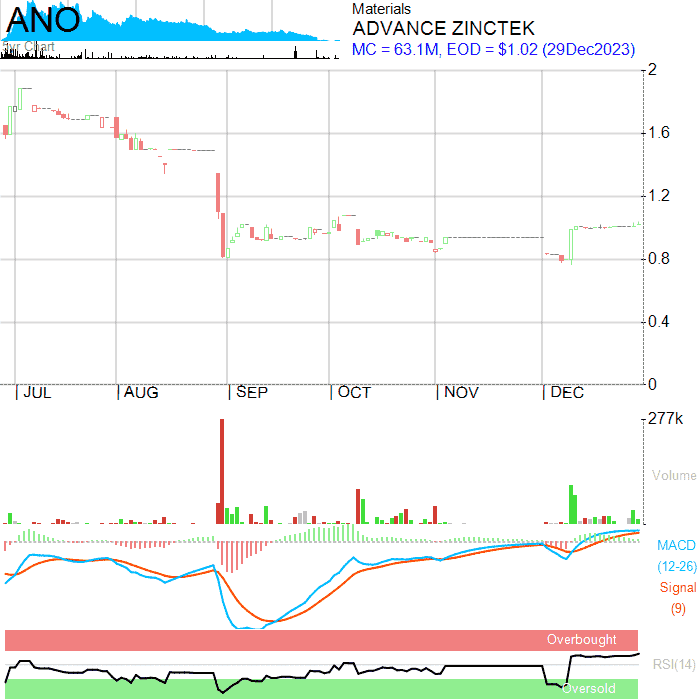 ANO
5yr Chart
Materials
ADVANCE ZINCTEK
MC = 63.1M, EOD = $1.02 (29Dec2023)
2
1.6
1.2
0.8
0.4
0
JUL AUG SEP OCT NOV DEC
277k
Volume
MACD
(12-26)
Signal
(9)
Overbought
RSI(14)
Oversold